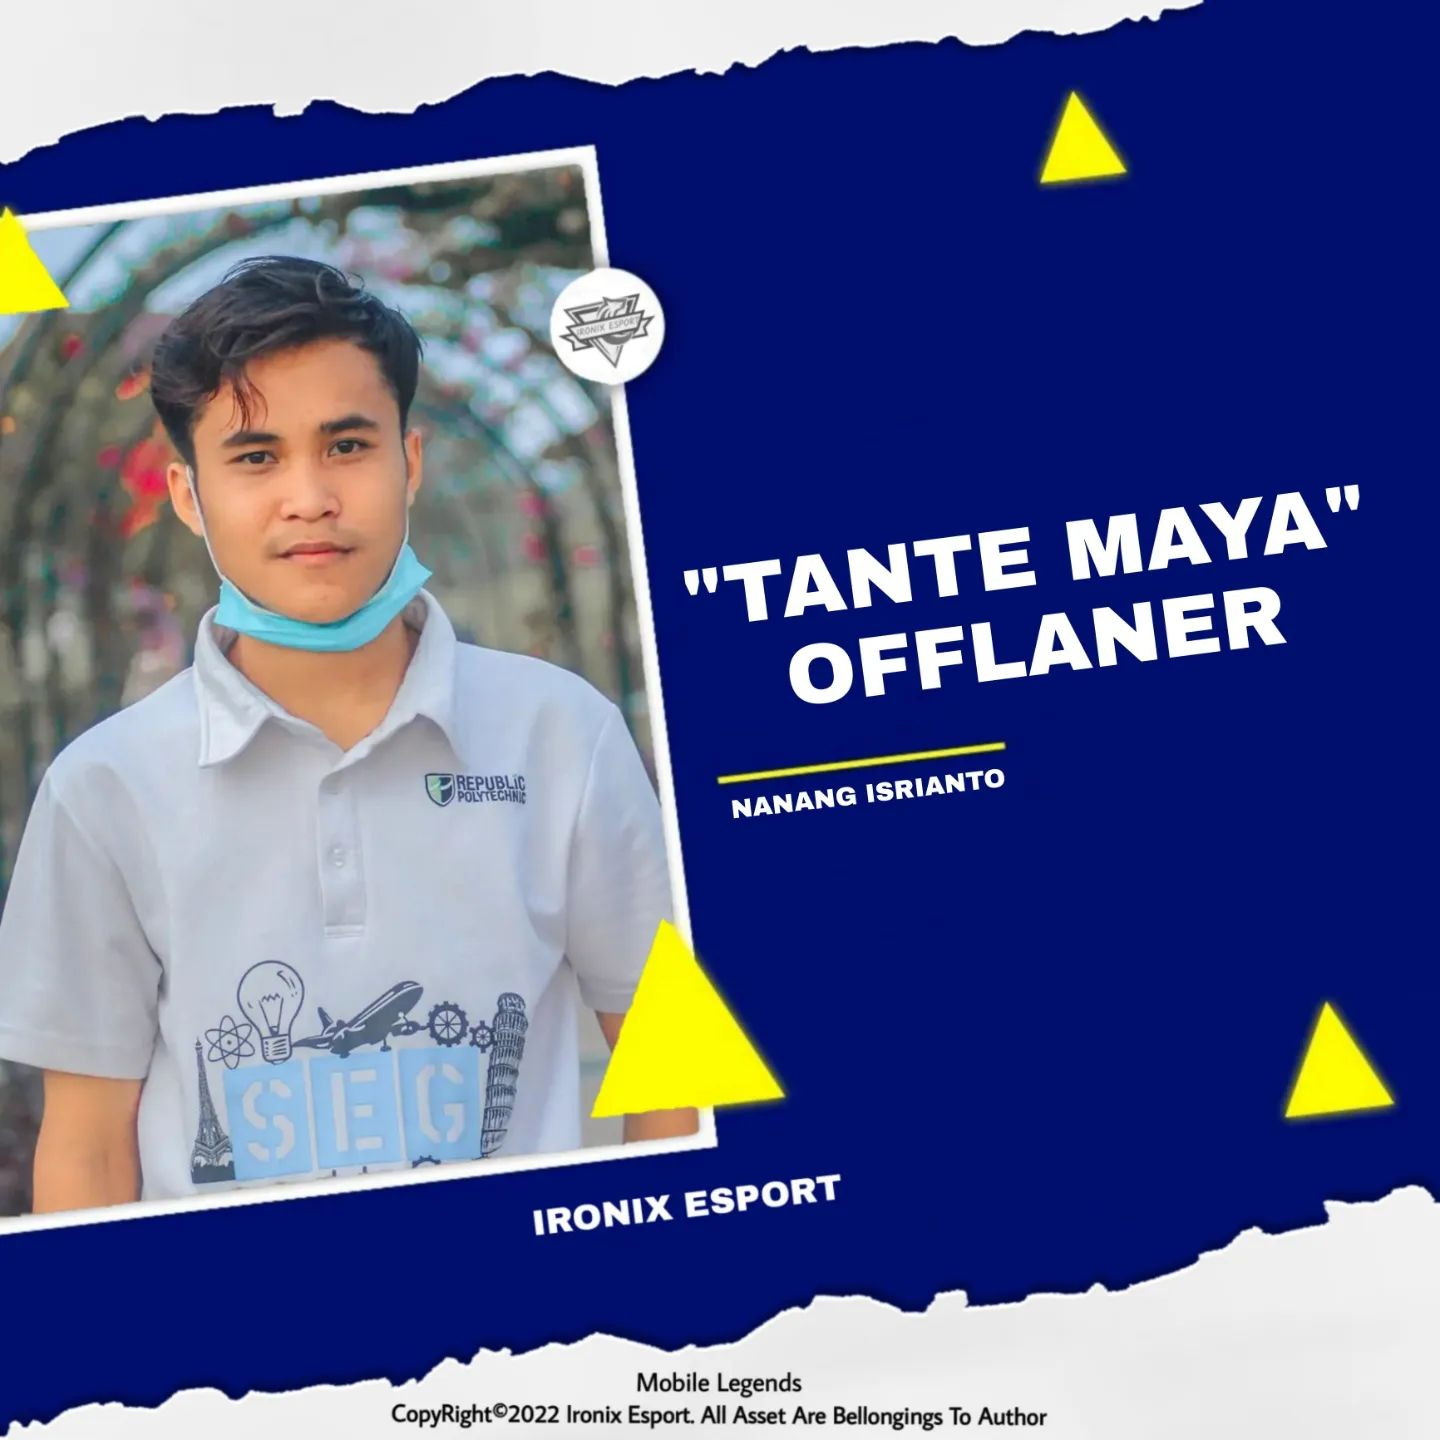 IRONIX ESPORT
"TANTE MAYA"
OFFLANER
NANANG ISRIANTO
REPUBLIC
POLYTECHNIC
SEG
IRONIX ESPORT
Mobile Legends
CopyRight©2022 Ironix Esport. All Asset Are Bellongings To Author